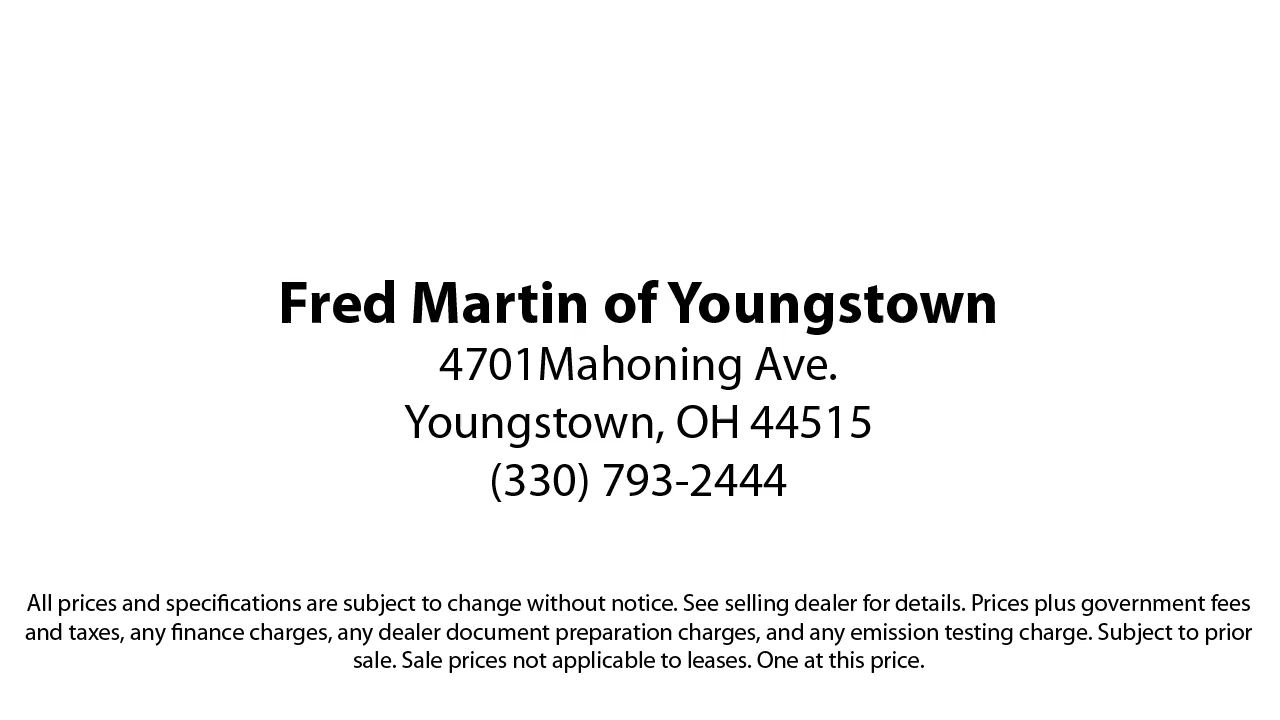 Fred Martin of Youngstown
4701Mahoning Ave.
Youngstown, OH 44515
(330) 793-2444
All prices and specifications are subject to change without notice. See selling dealer for details. Prices plus government fees
and taxes, any finance charges, any dealer document preparation charges, and any emission testing charge. Subject to prior
sale. Sale prices not applicable to leases. One at this price.